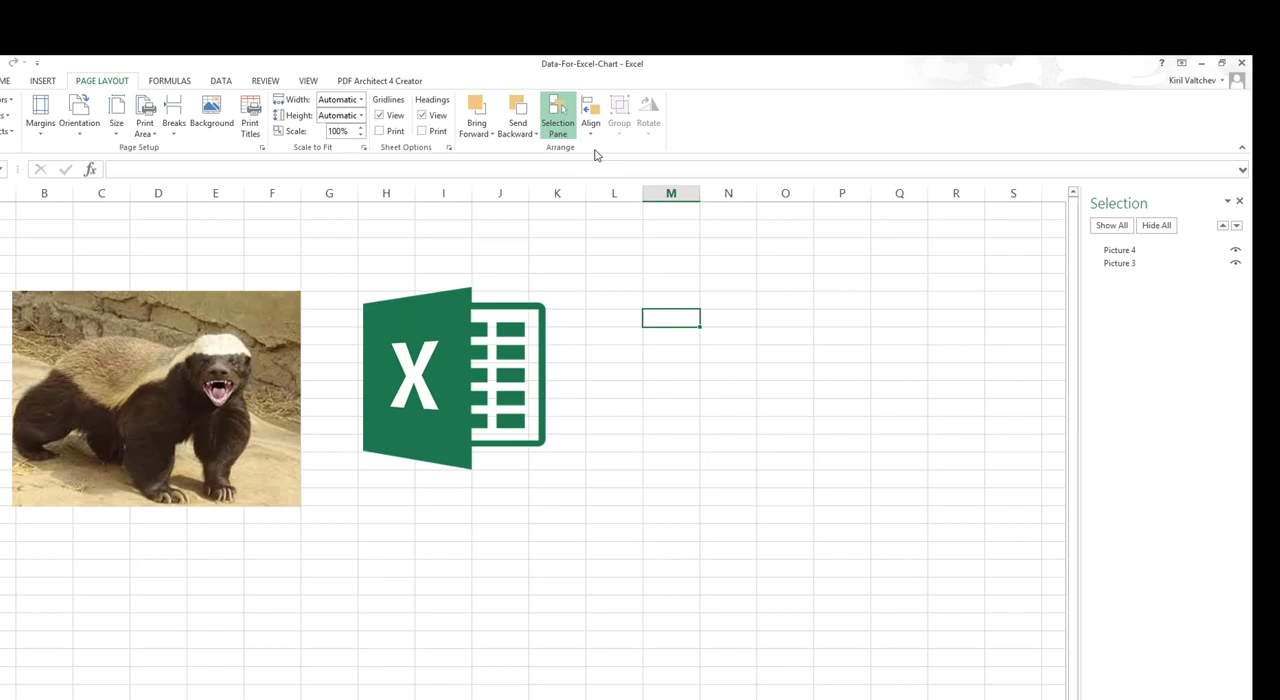 Data-For-Excel-Chart - Excel
?
ME INSERT PAGE LAYOUT FORMULAS DATA REVIEW VIEW PDF Architect 4 Creator Kiril Valtchev
Margins Orientation Size Print Area Breaks Background Print Titles
Width: Automatic
Height: Automatic
Scale: 100%
Gridlines Headings
View View
Print Print
Bring Forward Send Backward Selection Pane Align Group Rotate
Page Setup Scale to Fit Sheet Options Arrange
fx
B C D E F G H I J K L M N O P Q R S
Selection
Show All Hide All
Picture 4
Picture 3
X